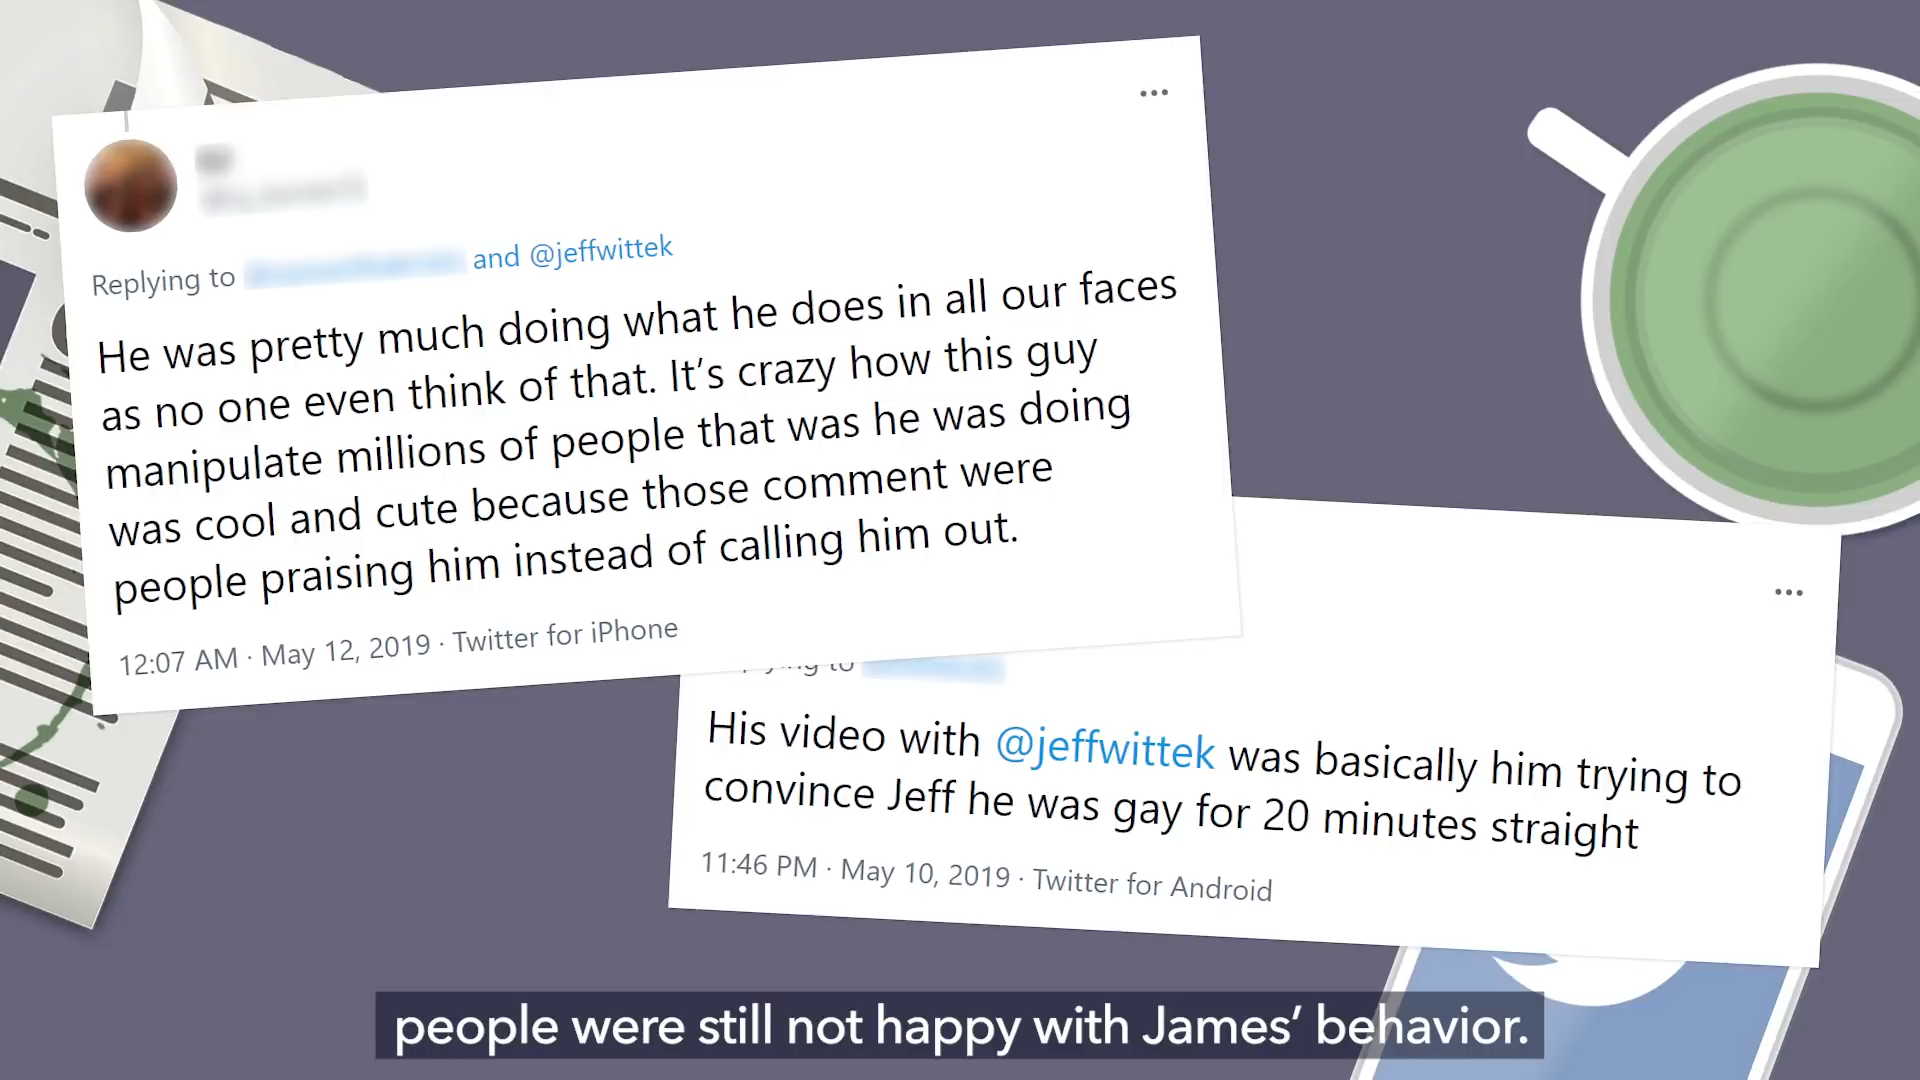 Replying to and @jeffwittek
He was pretty much doing what he does in all our faces
as no one even think of that. It’s crazy how this guy
manipulate millions of people that was he was doing
was cool and cute because those comment were
people praising him instead of calling him out.
12:07 AM · May 12, 2019 · Twitter for iPhone
His video with @jeffwittek was basically him trying to
convince Jeff he was gay for 20 minutes straight
11:46 PM · May 10, 2019 · Twitter for Android
people were still not happy with James’ behavior.